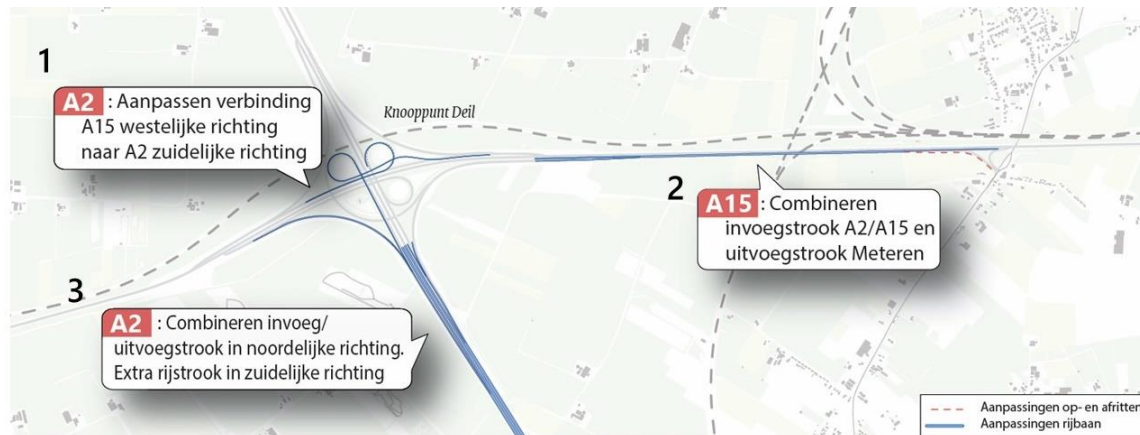 1
A2 : Aanpassen verbinding
A15 westelijke richting
naar A2 zuidelijke richting
Knooppunt Deil
2
A15 : Combineren
invoegstrook A2/A15 en
uitvoegstrook Meteren
3
A2 : Combineren invoeg/
uitvoegstrook in noordelijke richting.
Extra rijstrook in zuidelijke richting
Aanpassingen op- en afritten
Aanpassingen rijbaan